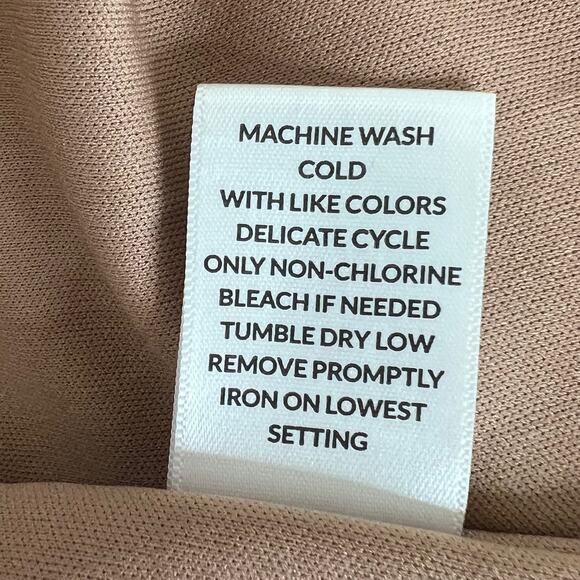 MACHINE WASH
COLD
WITH LIKE COLORS
DELICATE CYCLE
ONLY NON-CHLORINE
BLEACH IF NEEDED
TUMBLE DRY LOW
REMOVE PROMPTLY
IRON ON LOWEST
SETTING